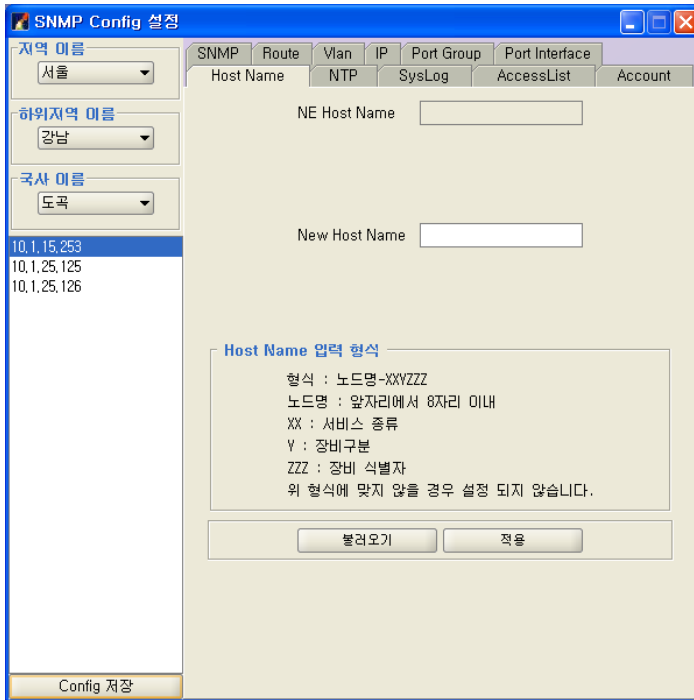 SNMP Config 설정
지역 이름
서울
하위지역 이름
강남
국사 이름
도곡
10,1,15,253
10,1,25,125
10,1,25,126
Config 저장
SNMP Route Vlan IP Port Group Port Interface
Host Name NTP SysLog AccessList Account
NE Host Name
New Host Name
Host Name 입력 형식
형식 : 노드명-XXYZZZ
노드명 : 앞자리에서 8자리 이내
XX : 서비스 종류
Y : 장비구분
ZZZ : 장비 식별자
위 형식에 맞지 않을 경우 설정 되지 않습니다.
불러오기 적용